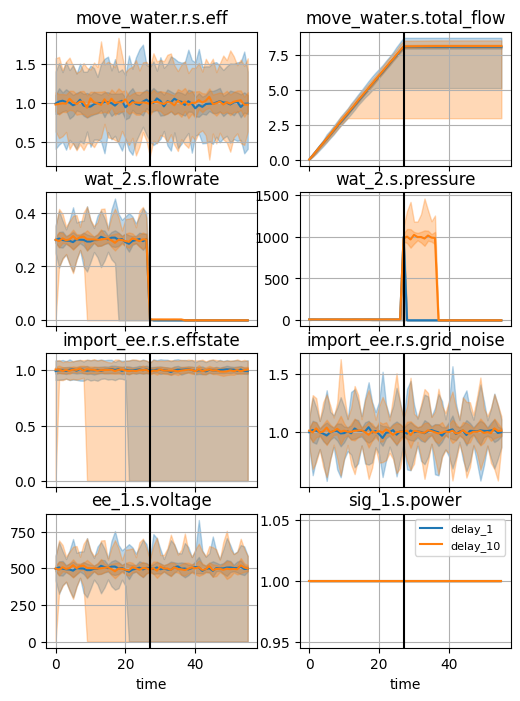 move_water.r.s.eff
move_water.s.total_flow
1.5
1.0
0.5
7.5
5.0
2.5
0.0
wat_2.s.flowrate
wat_2.s.pressure
0.4
0.2
0.0
1500
1000
500
0
import_ee.r.s.effstate
import_ee.r.s.grid_noise
1.0
0.5
0.0
1.5
1.0
ee_1.s.voltage
sig_1.s.power
750
500
250
0
1.05
1.00
0.95
delay_1
delay_10
0
20
40
0
20
40
time
time